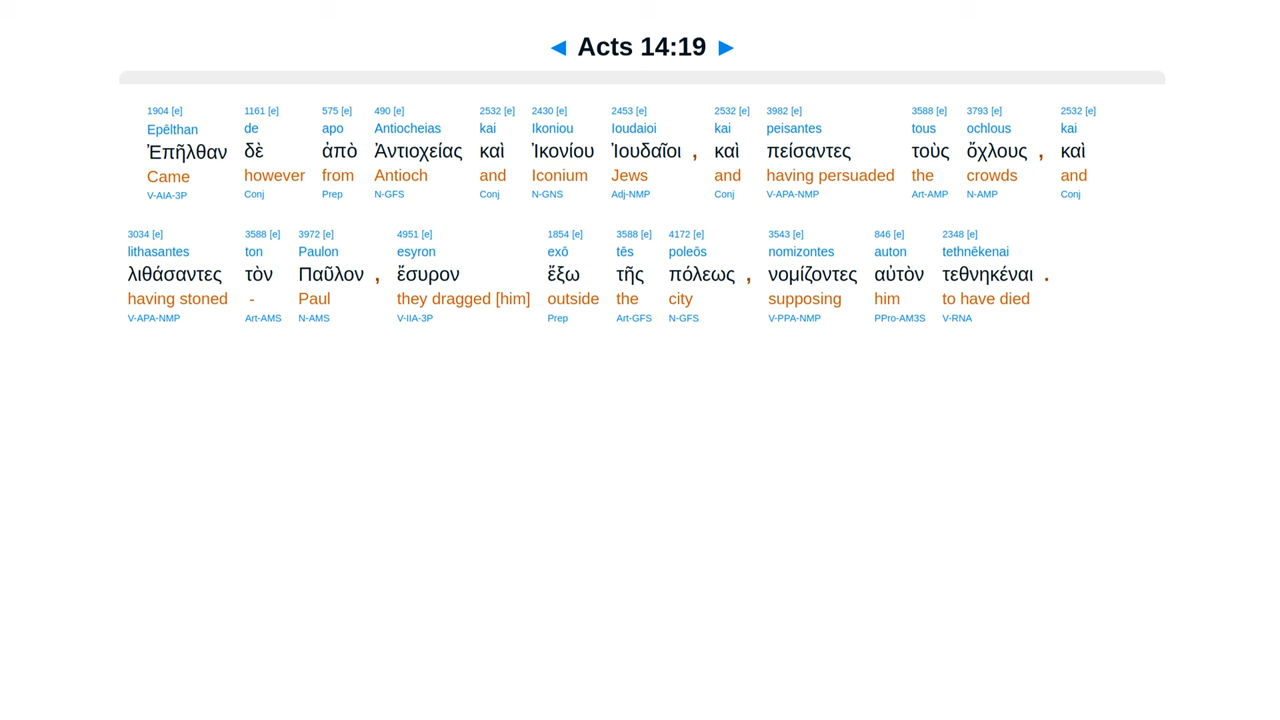 ◄ Acts 14:19 ►
1904 [e] 1161 [e] 575 [e] 490 [e] 2532 [e] 2430 [e] 2453 [e] 2532 [e] 3982 [e] 3588 [e] 3793 [e] 2532 [e]
Epēlthan de apo Antiocheias kai Ikoniou Ioudaioi kai peisantes tous ochlous kai
Ἐπῆλθαν δὲ ἀπὸ Ἀντιοχείας καὶ Ἰκονίου Ἰουδαῖοι , καὶ πείσαντες τοὺς ὄχλους , καὶ
Came however from Antioch and Iconium Jews and having persuaded the crowds and
V-AIA-3P Conj Prep N-GFS Conj N-GNS Adj-NMP Conj V-APA-NMP Art-AMP N-AMP Conj
3034 [e] 3588 [e] 3972 [e] 4951 [e] 1854 [e] 3588 [e] 4172 [e] 3543 [e] 846 [e] 2348 [e]
lithasantes ton Paulon esyron exō tēs poleōs nomizontes auton tethnēkenai
λιθάσαντες τὸν Παῦλον , ἔσυρον ἔξω τῆς πόλεως , νομίζοντες αὐτὸν τεθνηκέναι .
having stoned - Paul they dragged [him] outside the city supposing him to have died
V-APA-NMP Art-AMS N-AMS V-IIA-3P Prep Art-GFS N-GFS V-PPA-NMP PPro-AM3S V-RNA